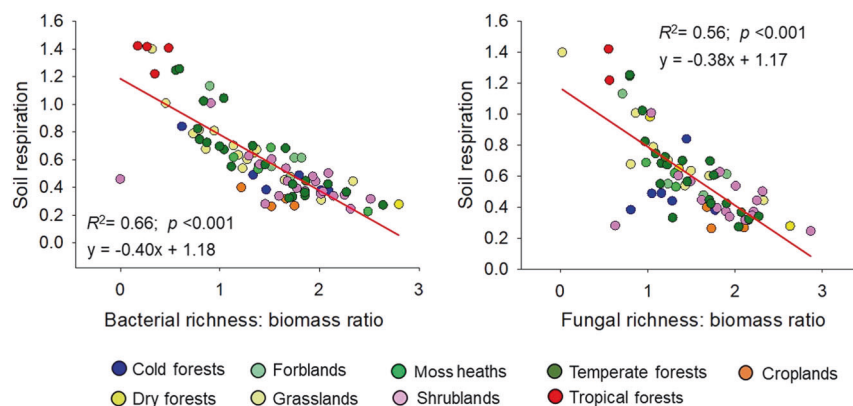 1.6
1.4
1.2
1.0
0.8
0.6
0.4
0.2
0.0
Soil respiration
R²= 0.66; p <0.001
y = -0.40x + 1.18
0 1 2 3
Bacterial richness: biomass ratio
1.6
1.4
1.2
1.0
0.8
0.6
0.4
0.2
0.0
Soil respiration
R²= 0.56; p <0.001
y = -0.38x + 1.17
0 1 2 3
Fungal richness: biomass ratio
Cold forests Forblands Moss heaths Temperate forests Croplands
Dry forests Grasslands Shrublands Tropical forests